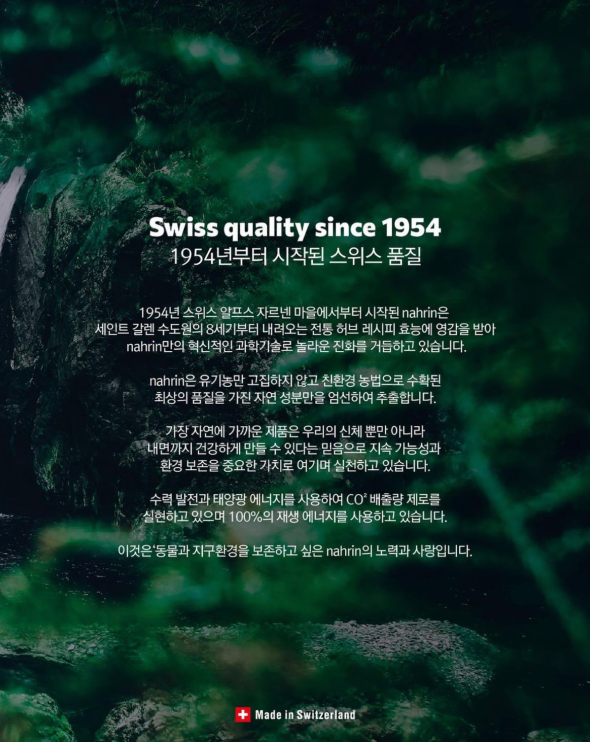 Swiss quality since 1954
1954년부터 시작된 스위스 품질
1954년 스위스 알프스 자르넨 마을에서부터 시작된 nahrin은
세인트 갈렌 수도원의 8세기부터 내려오는 전통 허브 레시피 효능에 영감을 받아
nahrin만의 혁신적인 과학기술로 놀라운 진화를 거듭하고 있습니다.
nahrin은 유기농만 고집하지 않고 친환경 농법으로 수확된
최상의 품질을 가진 자연 성분만을 엄선하여 추출합니다.
가장 자연에 가까운 제품은 우리의 신체 뿐만 아니라
내면까지 건강하게 만들 수 있다는 믿음으로 지속 가능성과
환경 보존을 중요한 가치로 여기며 실천하고 있습니다.
수력 발전과 태양광 에너지를 사용하여 CO² 배출량 제로를
실현하고 있으며 100%의 재생 에너지를 사용하고 있습니다.
이것은 동물과 지구환경을 보존하고 싶은 nahrin의 노력과 사랑입니다.
Made in Switzerland